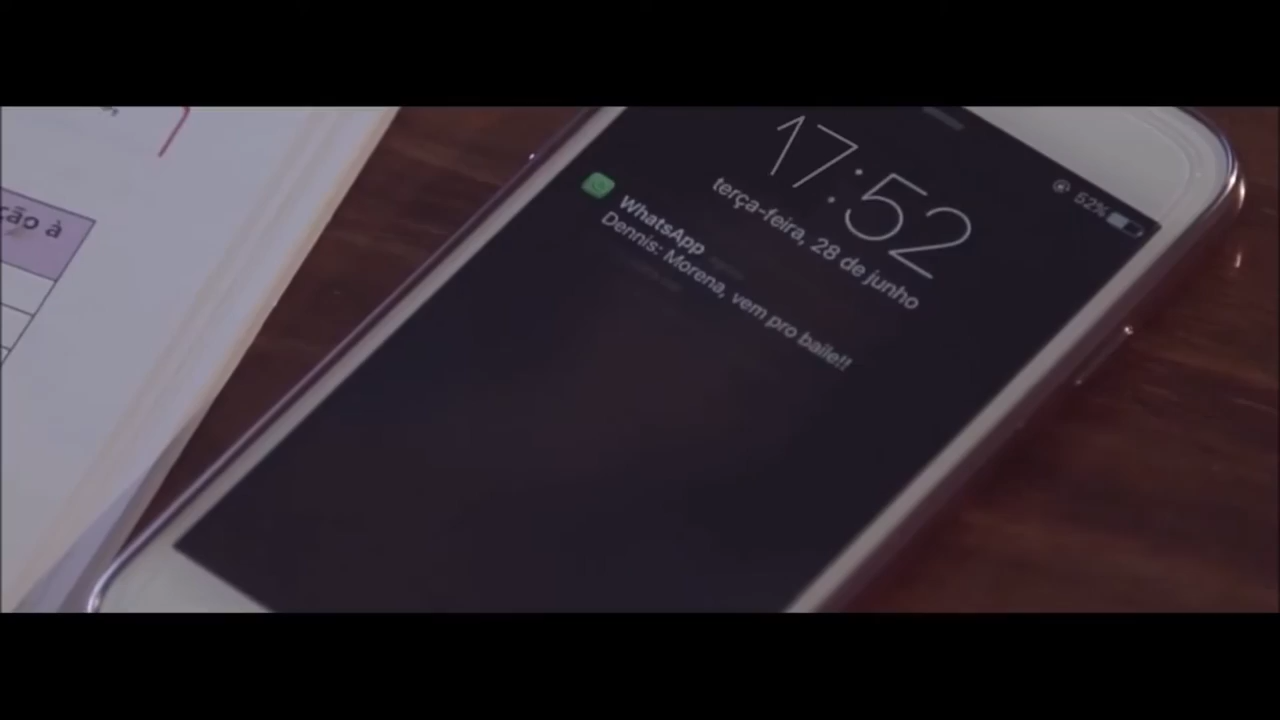 ção à
52%
17:52
terça-feira, 28 de junho
WhatsApp
Dennis: Morena, vem pro baile!!